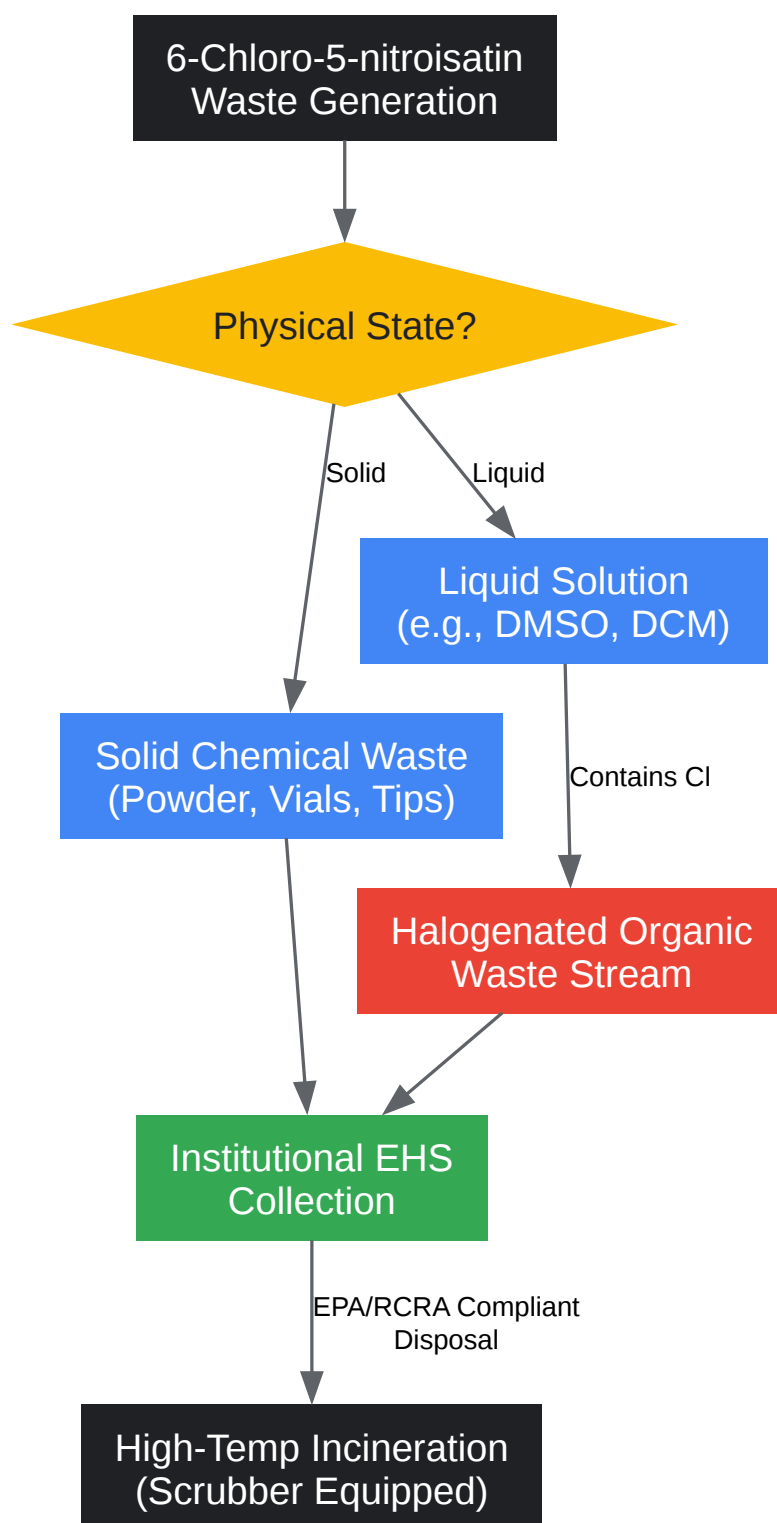 6-Chloro-5-nitroisatin
Waste Generation
Physical State?
Solid
Liquid
Liquid Solution
(e.g., DMSO, DCM)
Solid Chemical Waste
(Powder, Vials, Tips)
Contains Cl
Halogenated Organic
Waste Stream
Institutional EHS
Collection
EPA/RCRA Compliant
Disposal
High-Temp Incineration
(Scrubber Equipped)